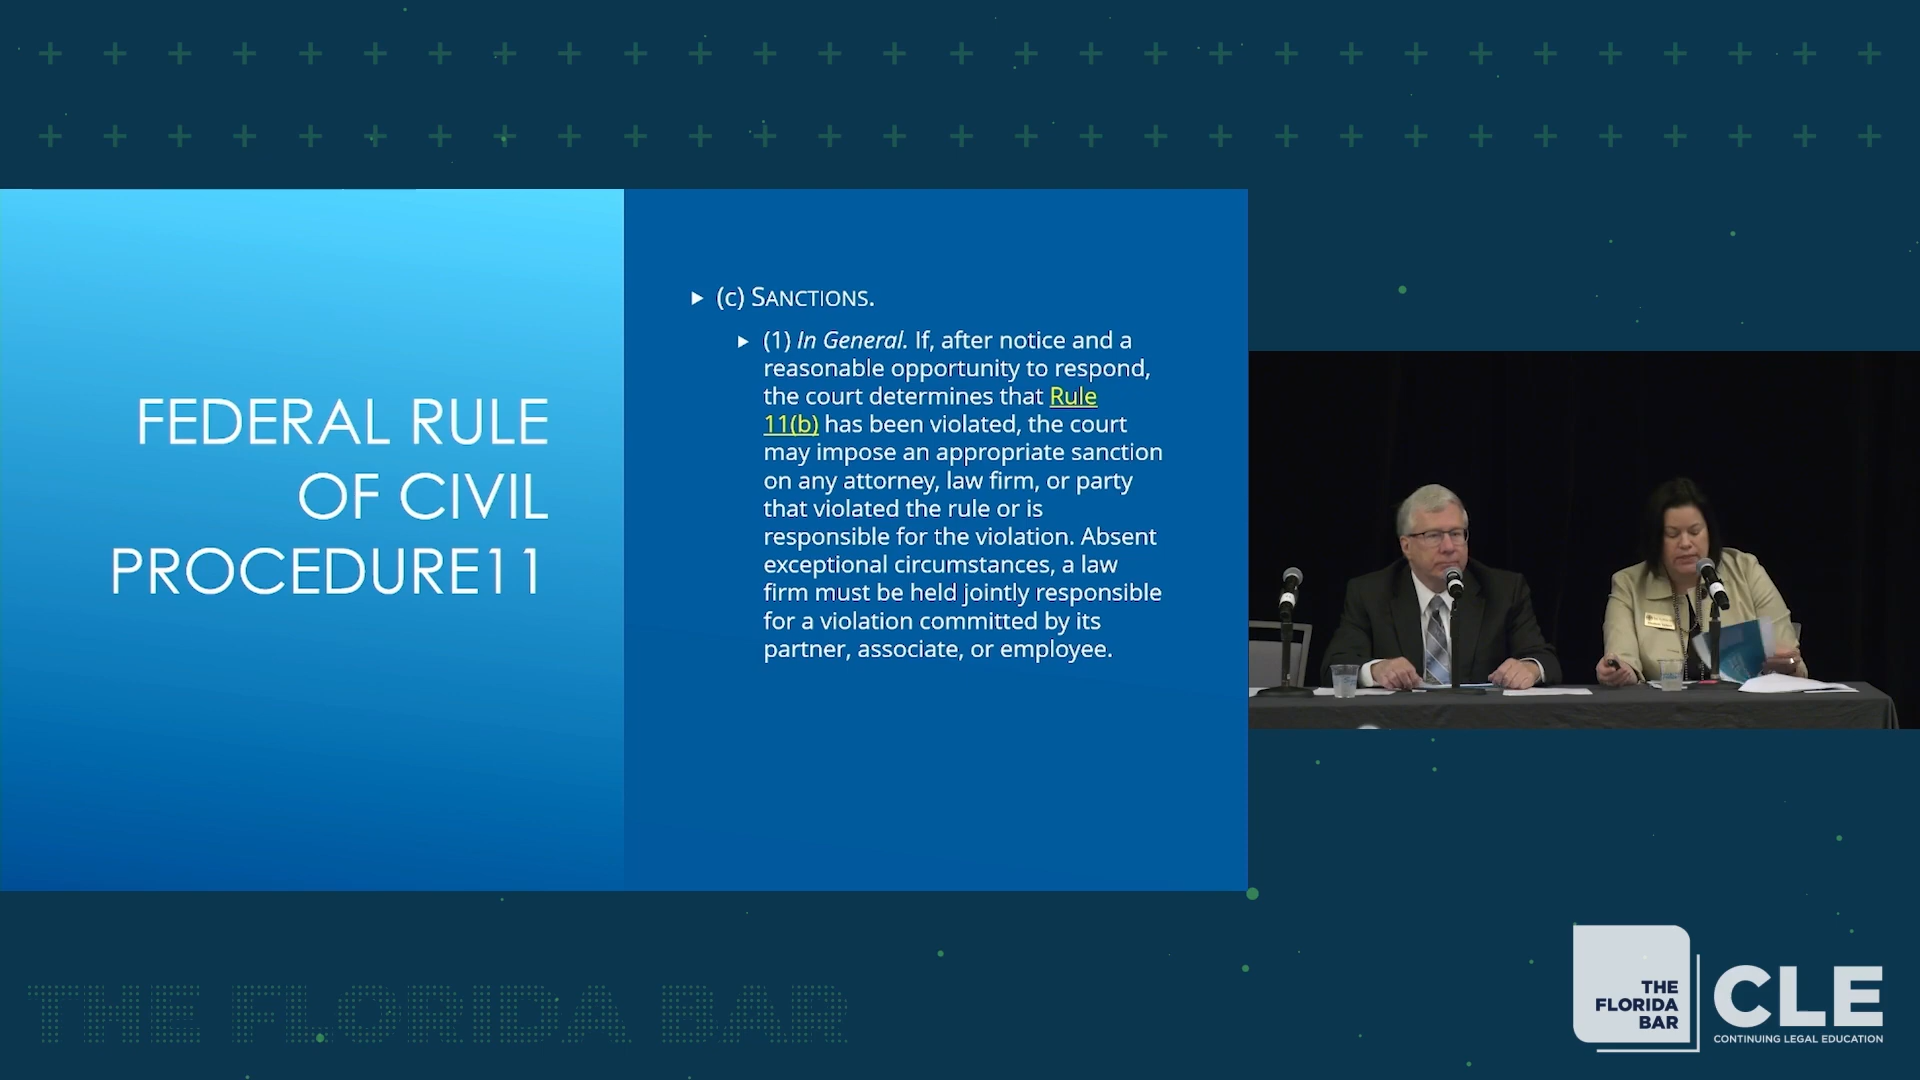 FEDERAL RULE
OF CIVIL
PROCEDURE11
(c) SANCTIONS.
(1) In General. If, after notice and a
reasonable opportunity to respond,
the court determines that Rule
11(b) has been violated, the court
may impose an appropriate sanction
on any attorney, law firm, or party
that violated the rule or is
responsible for the violation. Absent
exceptional circumstances, a law
firm must be held jointly responsible
for a violation committed by its
partner, associate, or employee.
THE FLORIDA BAR
THE
FLORIDA
BAR
CLE
CONTINUING LEGAL EDUCATION